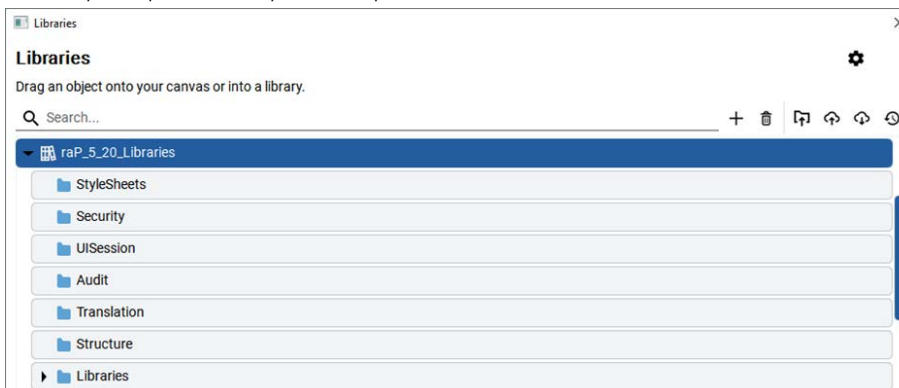 Libraries
Libraries
Drag an object onto your canvas or into a library.
Search...
raP_5_20_Libraries
StyleSheets
Security
UISession
Audit
Translation
Structure
Libraries